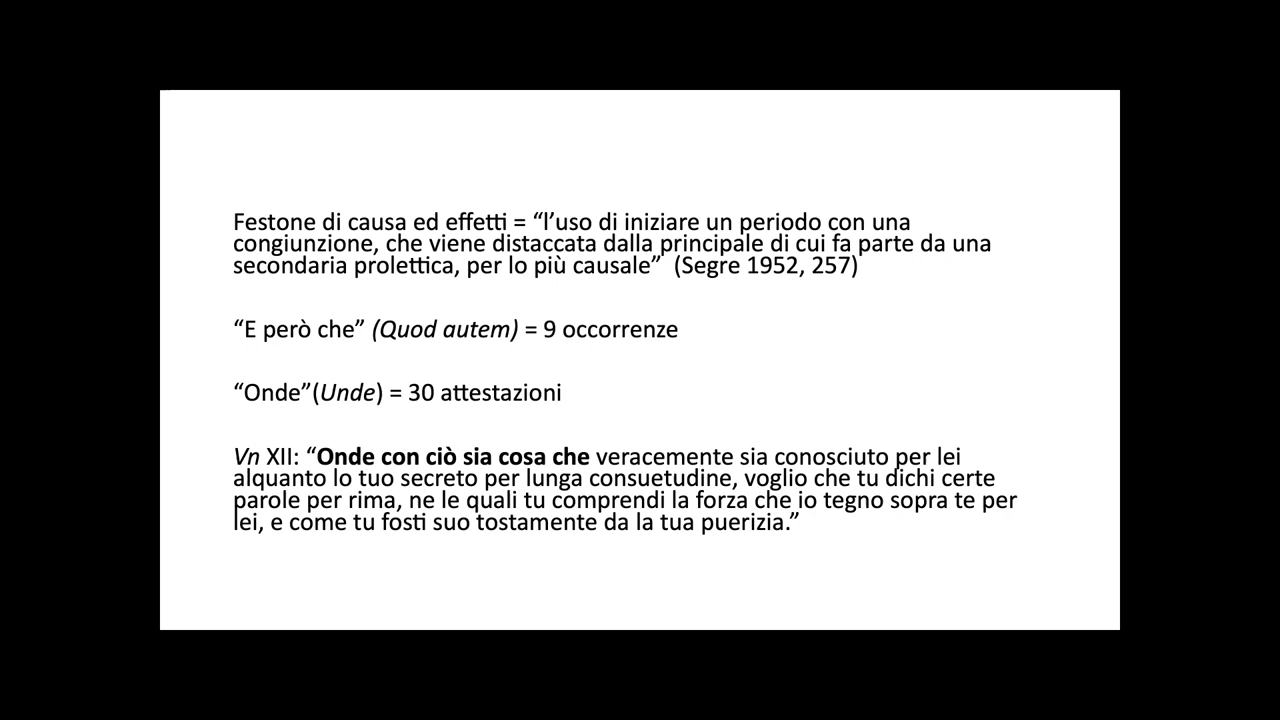 Festone di causa ed effetti = “l’uso di iniziare un periodo con una
congiunzione, che viene distaccata dalla principale di cui fa parte da una
secondaria prolettica, per lo più causale”  (Segre 1952, 257)
“E però che” (Quod autem) = 9 occorrenze
“Onde”(Unde) = 30 attestazioni
Vn XII: “Onde con ciò sia cosa che veracemente sia conosciuto per lei
alquanto lo tuo secreto per lunga consuetudine, voglio che tu dichi certe
parole per rima, ne le quali tu comprendi la forza che io tegno sopra te per
lei, e come tu fosti suo tostamente da la tua puerizia.”